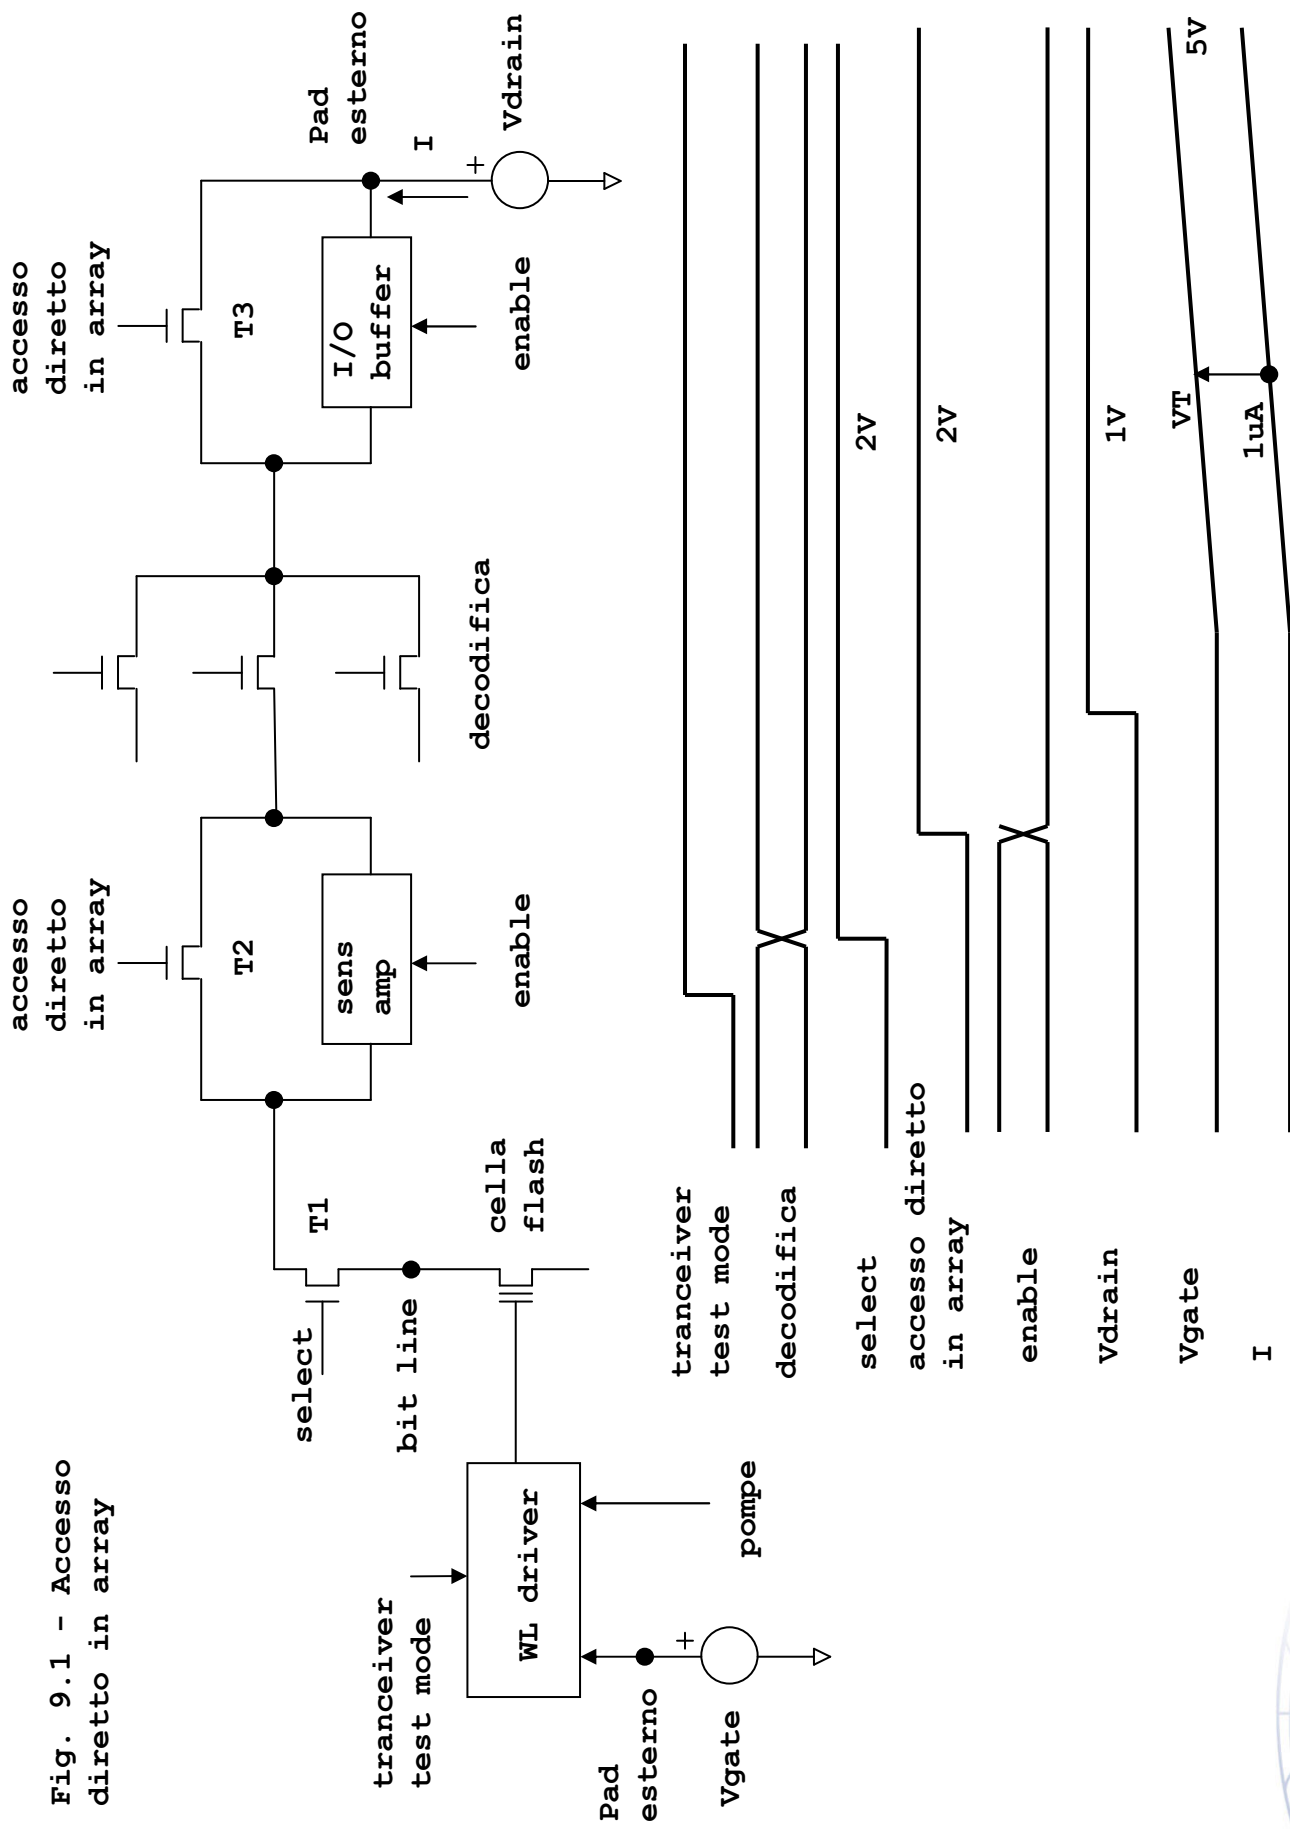 Fig. 9.1 - Accesso
diretto in array
accesso
diretto
in array
T2
sens
amp
enable
accesso
diretto
in array
T3
I/O
buffer
enable
Pad
esterno
I
+
Vdrain
decodifica
select
T1
bit line
cella
flash
tranceiver
test mode
WL driver
pompe
Pad
esterno
+
Vgate
tranceiver
test mode
decodifica
select
2V
accesso diretto
in array
2V
enable
Vdrain
1V
Vgate
VT
5V
I
1uA